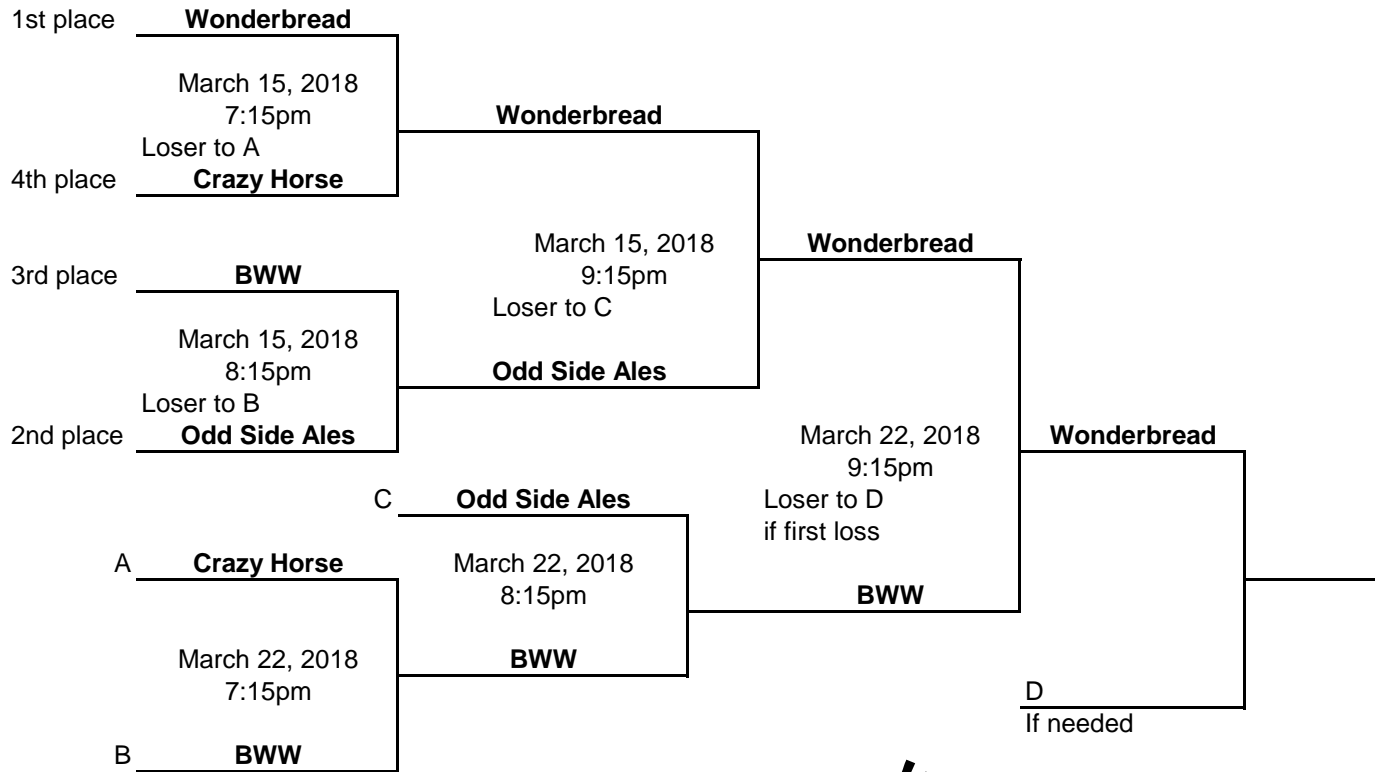 1st place Wonderbread
March 15, 2018
7:15pm
Wonderbread
Loser to A
4th place Crazy Horse
March 15, 2018
Wonderbread
3rd place BWW
9:15pm
Loser to C
March 15, 2018
8:15pm
Odd Side Ales
Loser to B
2nd place Odd Side Ales
March 22, 2018
Wonderbread
9:15pm
C Odd Side Ales
Loser to D
if first loss
A Crazy Horse
March 22, 2018
8:15pm
BWW
March 22, 2018
BWW
7:15pm
D
If needed
B BWW